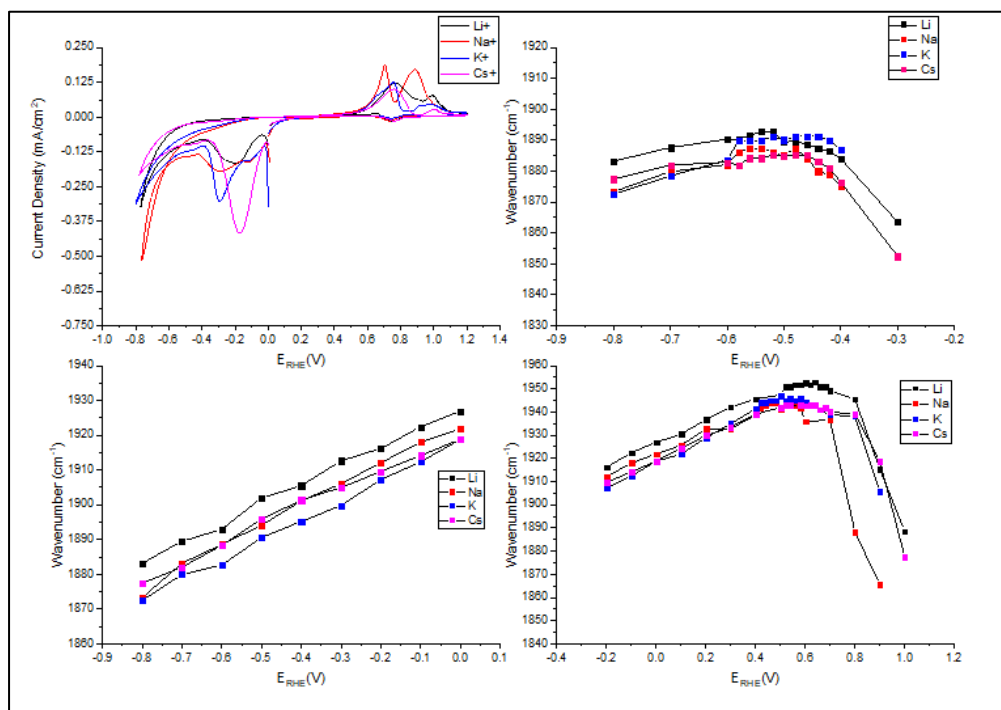 0.250
0.125
0.000
-0.125
-0.250
-0.375
-0.500
-0.625
-0.750
Current Density (mA/cm²)
-1.0 -0.8 -0.6 -0.4 -0.2 0.0 0.2 0.4 0.6 0.8 1.0 1.2 1.4
E RHE (V)
Li+
Na+
K+
Cs+
1920
1910
1900
1890
1880
1870
1860
1850
1840
1830
Wavenumber (cm⁻¹)
-0.9 -0.8 -0.7 -0.6 -0.5 -0.4 -0.3 -0.2
E RHE (V)
Li
Na
K
Cs
1940
1930
1920
1910
1900
1890
1880
1870
1860
Wavenumber (cm⁻¹)
-0.9 -0.8 -0.7 -0.6 -0.5 -0.4 -0.3 -0.2 -0.1 0.0 0.1
E RHE (V)
Li
Na
K
Cs
1960
1950
1940
1930
1920
1910
1900
1890
1880
1870
1860
1850
1840
Wavenumber (cm⁻¹)
-0.4 -0.2 0.0 0.2 0.4 0.6 0.8 1.0 1.2
E RHE (V)
Li
Na
K
Cs